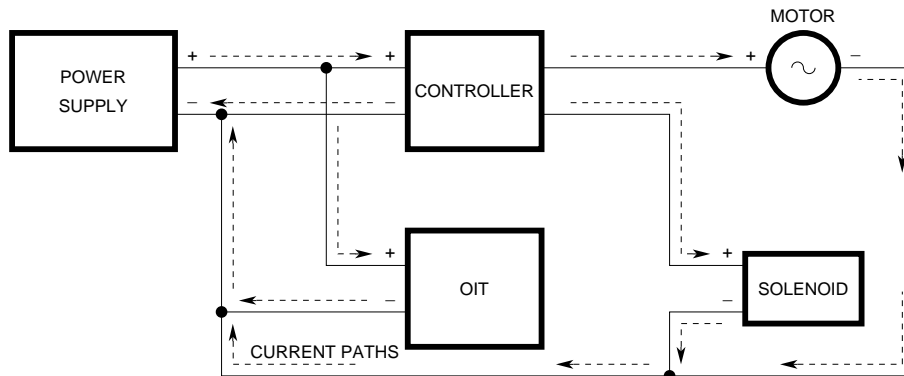 MOTOR
+ + + −
POWER
SUPPLY
CONTROLLER
− −
+ +
OIT
SOLENOID
− −
CURRENT PATHS